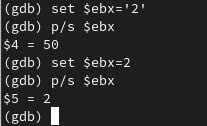 (gdb) set $ebx='2'
(gdb) p/s $ebx
$4 = 50
(gdb) set $ebx=2
(gdb) p/s $ebx
$5 = 2
(gdb)